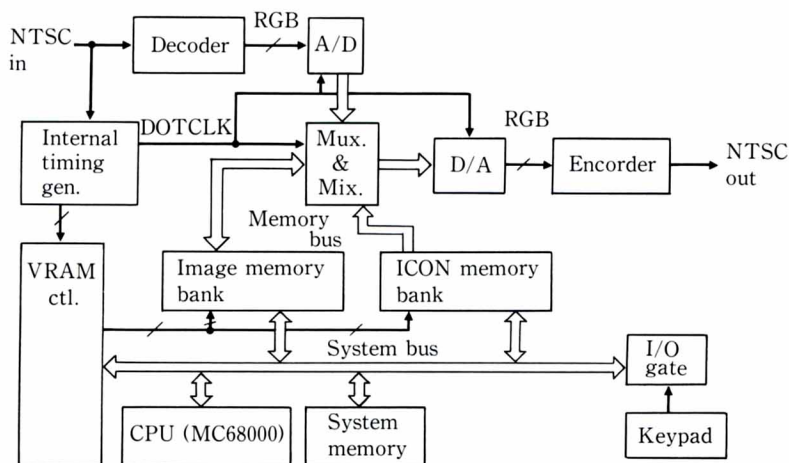 NTSC
in
Decoder
RGB
A/D
Internal
timing
gen.
DOTCLK
Mux.
&
Mix.
D/A
RGB
Encorder
NTSC
out
Memory
bus
VRAM
ctl.
Image memory
bank
ICON memory
bank
System bus
I/O
gate
CPU (MC68000)
System
memory
Keypad